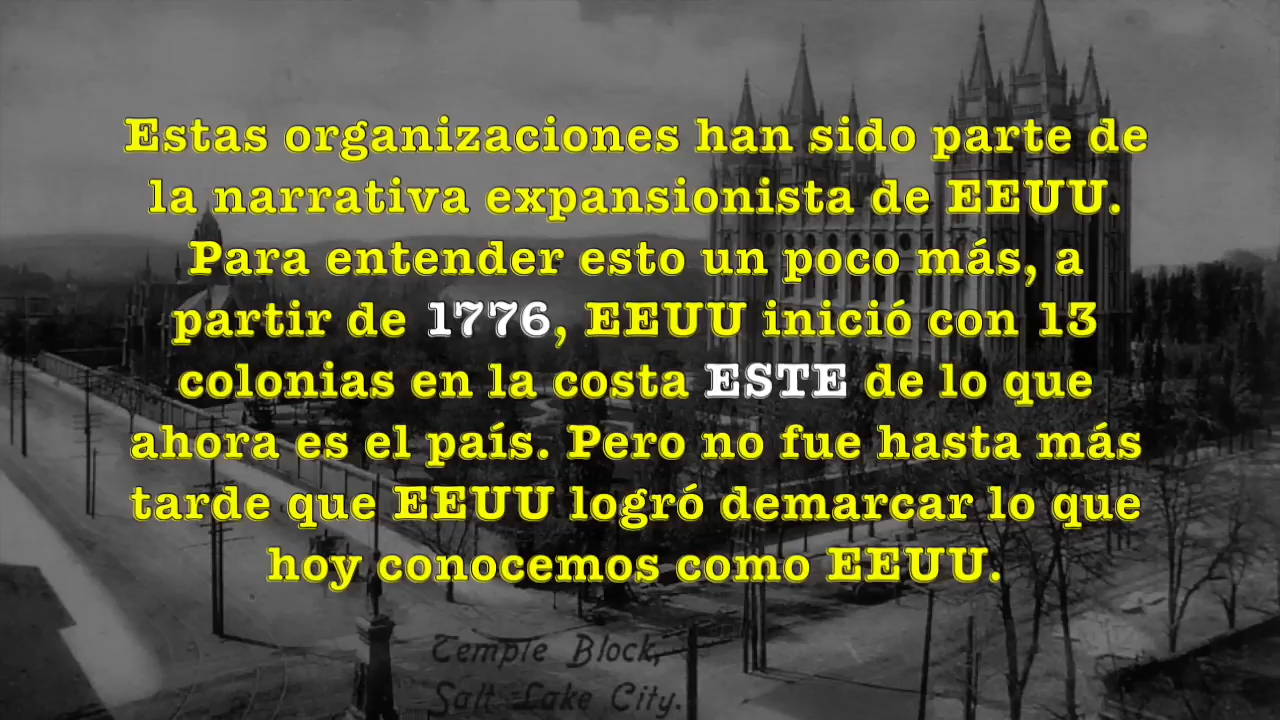 Estas organizaciones han sido parte de
la narrativa expansionista de EEUU.
Para entender esto un poco más, a
partir de 1776, EEUU inició con 13
colonias en la costa ESTE de lo que
ahora es el país. Pero no fue hasta más
tarde que EEUU logró demarcar lo que
hoy conocemos como EEUU.
Temple Block,
Salt Lake City.